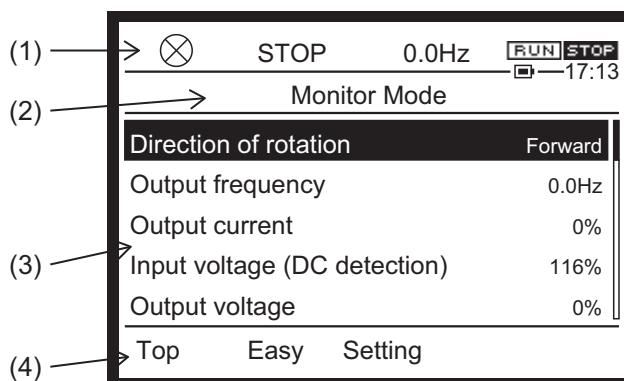 (1) STOP 0.0Hz RUN STOP
17:13
(2) Monitor Mode
Direction of rotation Forward
Output frequency 0.0Hz
Output current 0%
(3) Input voltage (DC detection) 116%
Output voltage 0%
(4) Top Easy Setting